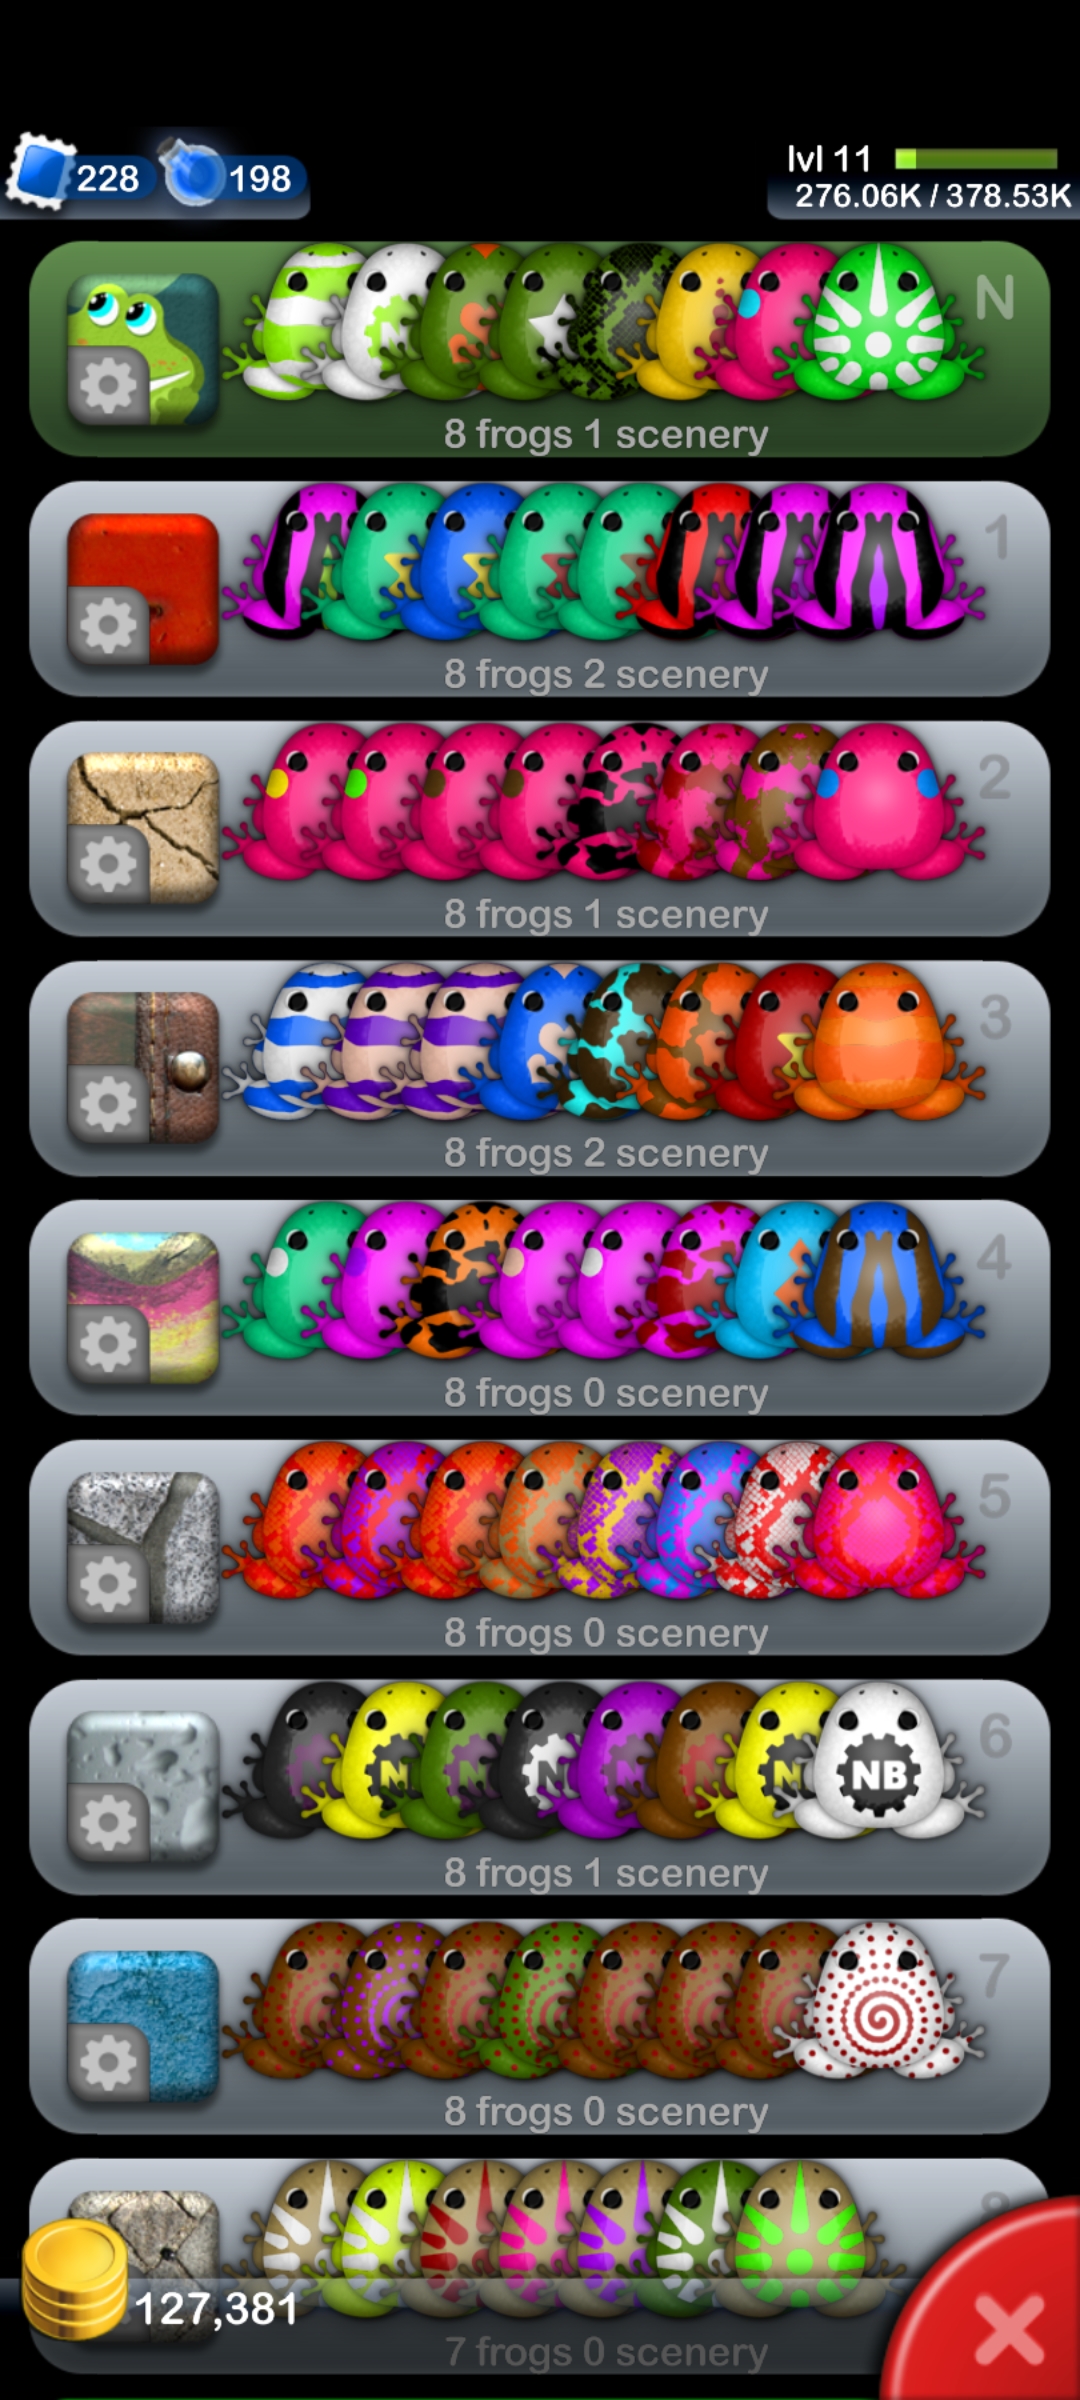 228 198
lvl 11
276.06K / 378.53K
N
N
8 frogs 1 scenery
1
8 frogs 2 scenery
2
8 frogs 1 scenery
3
8 frogs 2 scenery
4
8 frogs 0 scenery
5
8 frogs 0 scenery
6
N N N N N N N NB
8 frogs 1 scenery
7
8 frogs 0 scenery
8
127,381
7 frogs 0 scenery